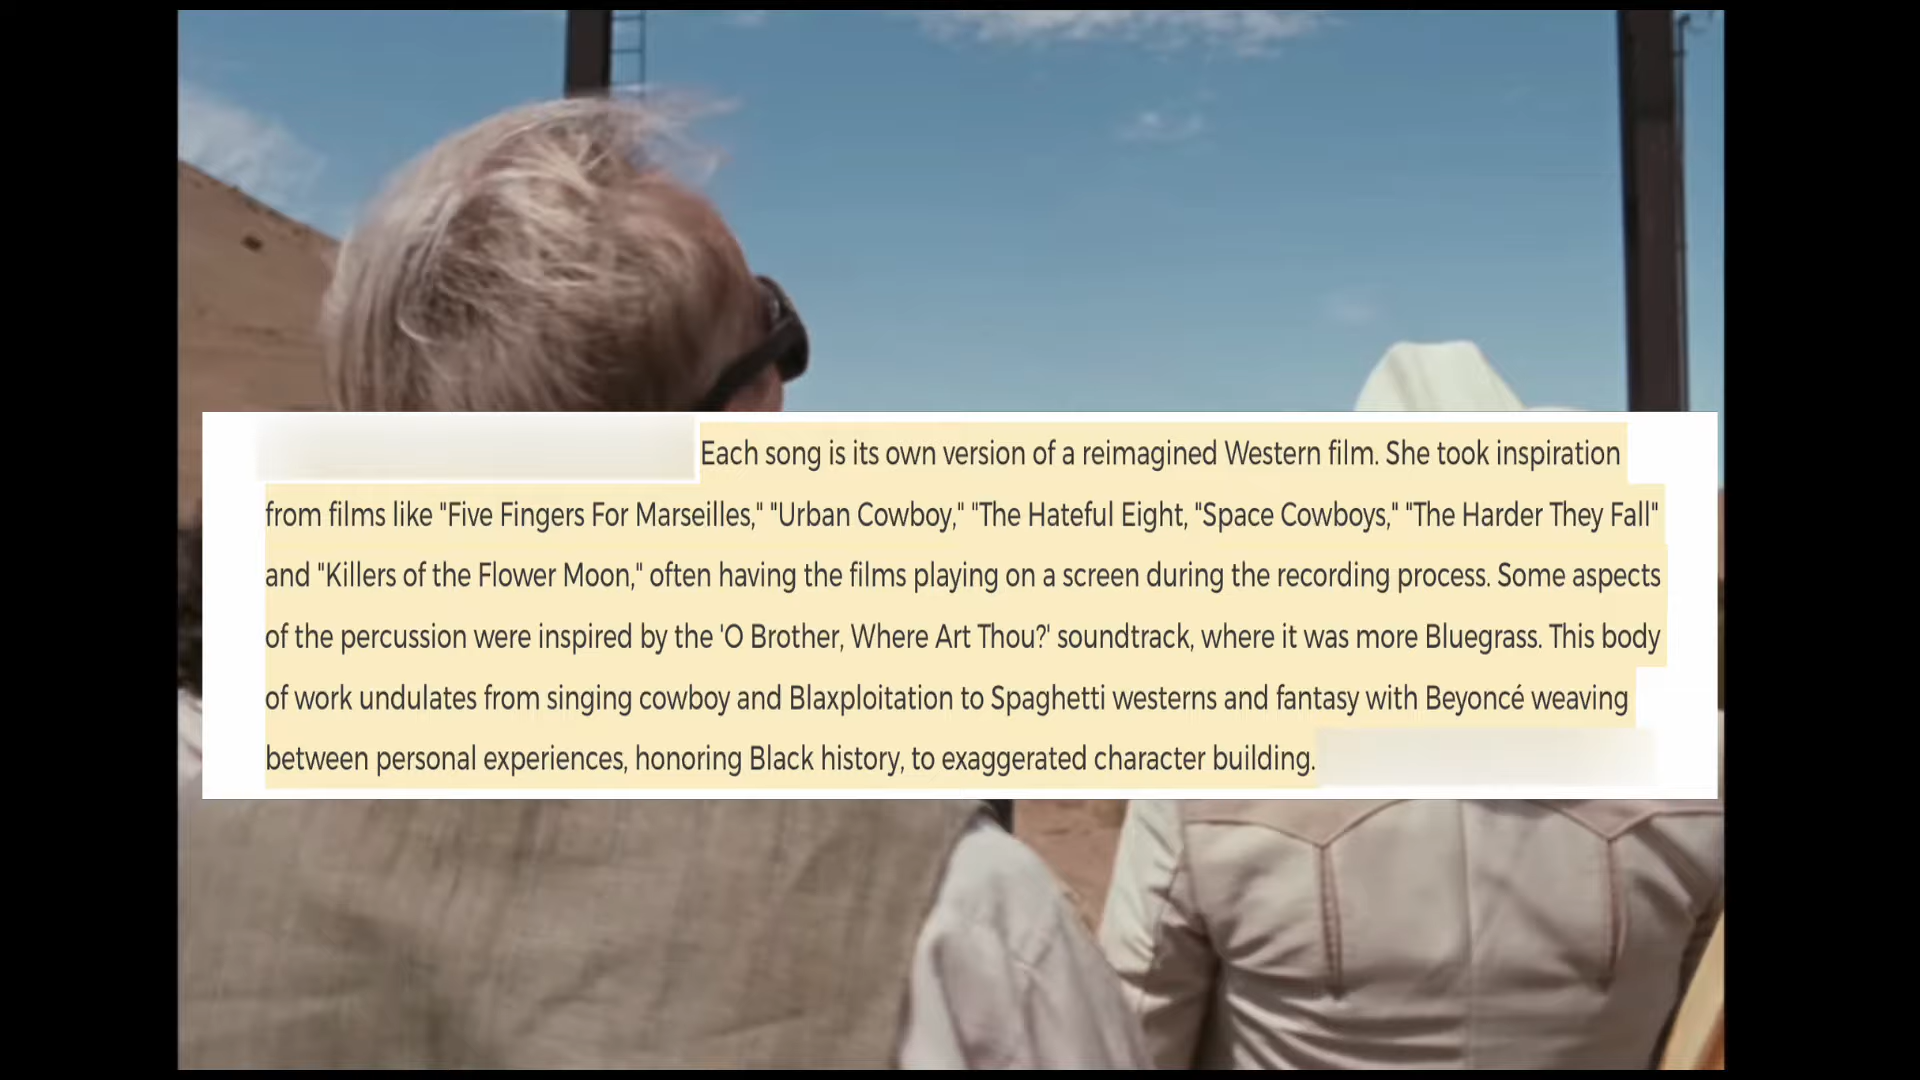 Each song is its own version of a reimagined Western film. She took inspiration
from films like "Five Fingers For Marseilles," "Urban Cowboy," "The Hateful Eight, "Space Cowboys," "The Harder They Fall"
and "Killers of the Flower Moon," often having the films playing on a screen during the recording process. Some aspects
of the percussion were inspired by the 'O Brother, Where Art Thou?' soundtrack, where it was more Bluegrass. This body
of work undulates from singing cowboy and Blaxploitation to Spaghetti westerns and fantasy with Beyoncé weaving
between personal experiences, honoring Black history, to exaggerated character building.